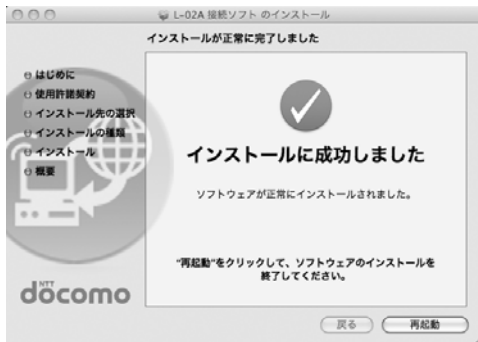 L-02A 接続ソフト のインストール
インストールが正常に完了しました
はじめに
使用許諾契約
インストール先の選択
インストールの種類
インストール
概要
インストールに成功しました
ソフトウェアが正常にインストールされました。
"再起動"をクリックして、ソフトウェアのインストールを
終了してください。
NTT
döcomo
戻る
再起動